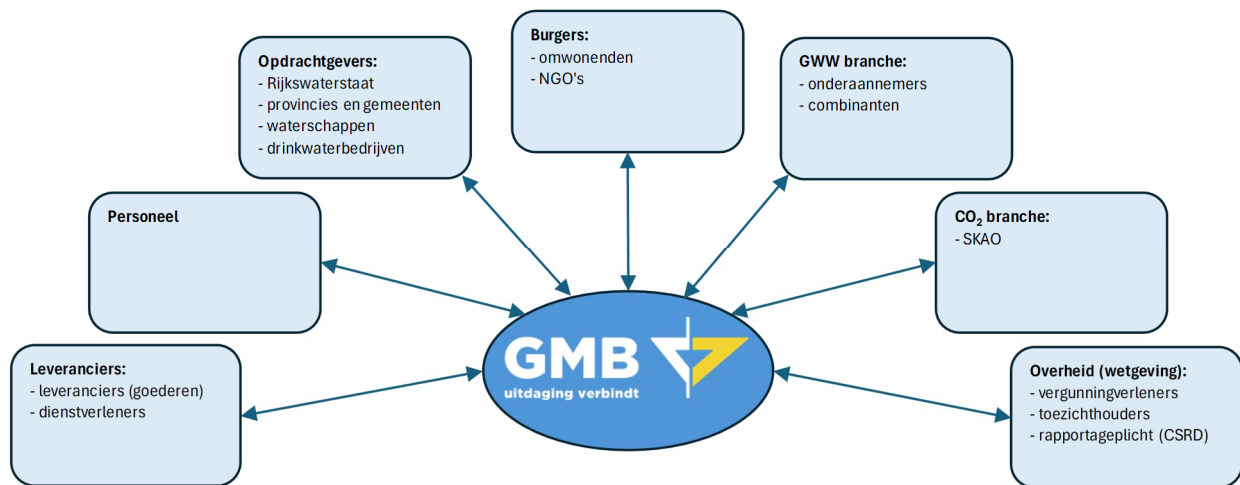 Burgers:
- omwonenden
- NGO's
Opdrachtgevers:
- Rijkswaterstaat
- provincies en gemeenten
- waterschappen
- drinkwaterbedrijven
GWW branche:
- onderaannemers
- combinanten
Personeel
CO₂ branche:
- SKAO
Leveranciers:
- leveranciers (goederen)
- dienstverleners
GMB
uitdaging verbindt
Overheid (wetgeving):
- vergunningverleners
- toezichthouders
- rapportageplicht (CSRD)